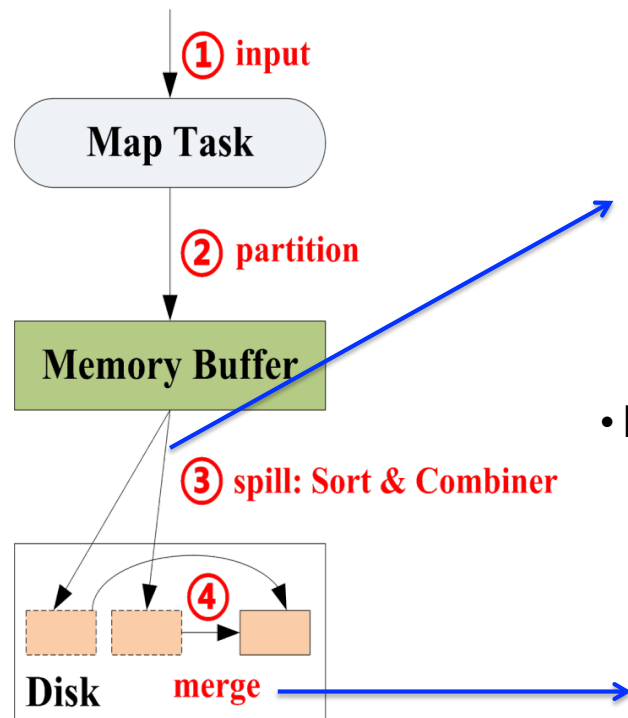 ① input
Map Task
② partition
Memory Buffer
•
③ spill: Sort & Combiner
④
merge
Disk